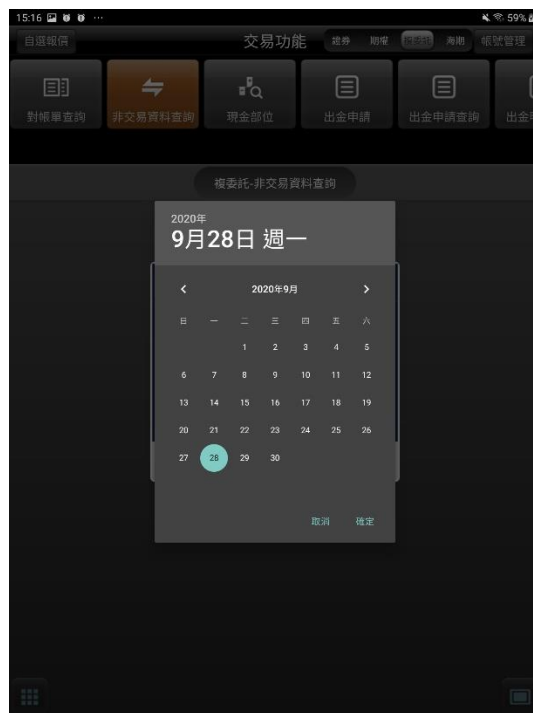 15:16 ... 59%
自選報價 交易功能 證券 期權 複委託 海期 帳號管理
對帳單查詢 非交易資料查詢 現金部位 出金申請 出金申請查詢 出金
複委託-非交易資料查詢
2020年
9月28日 週一
2020年9月
日 一 二 三 四 五 六
1 2 3 4 5
6 7 8 9 10 11 12
13 14 15 16 17 18 19
20 21 22 23 24 25 26
27 28 29 30
取消 確定